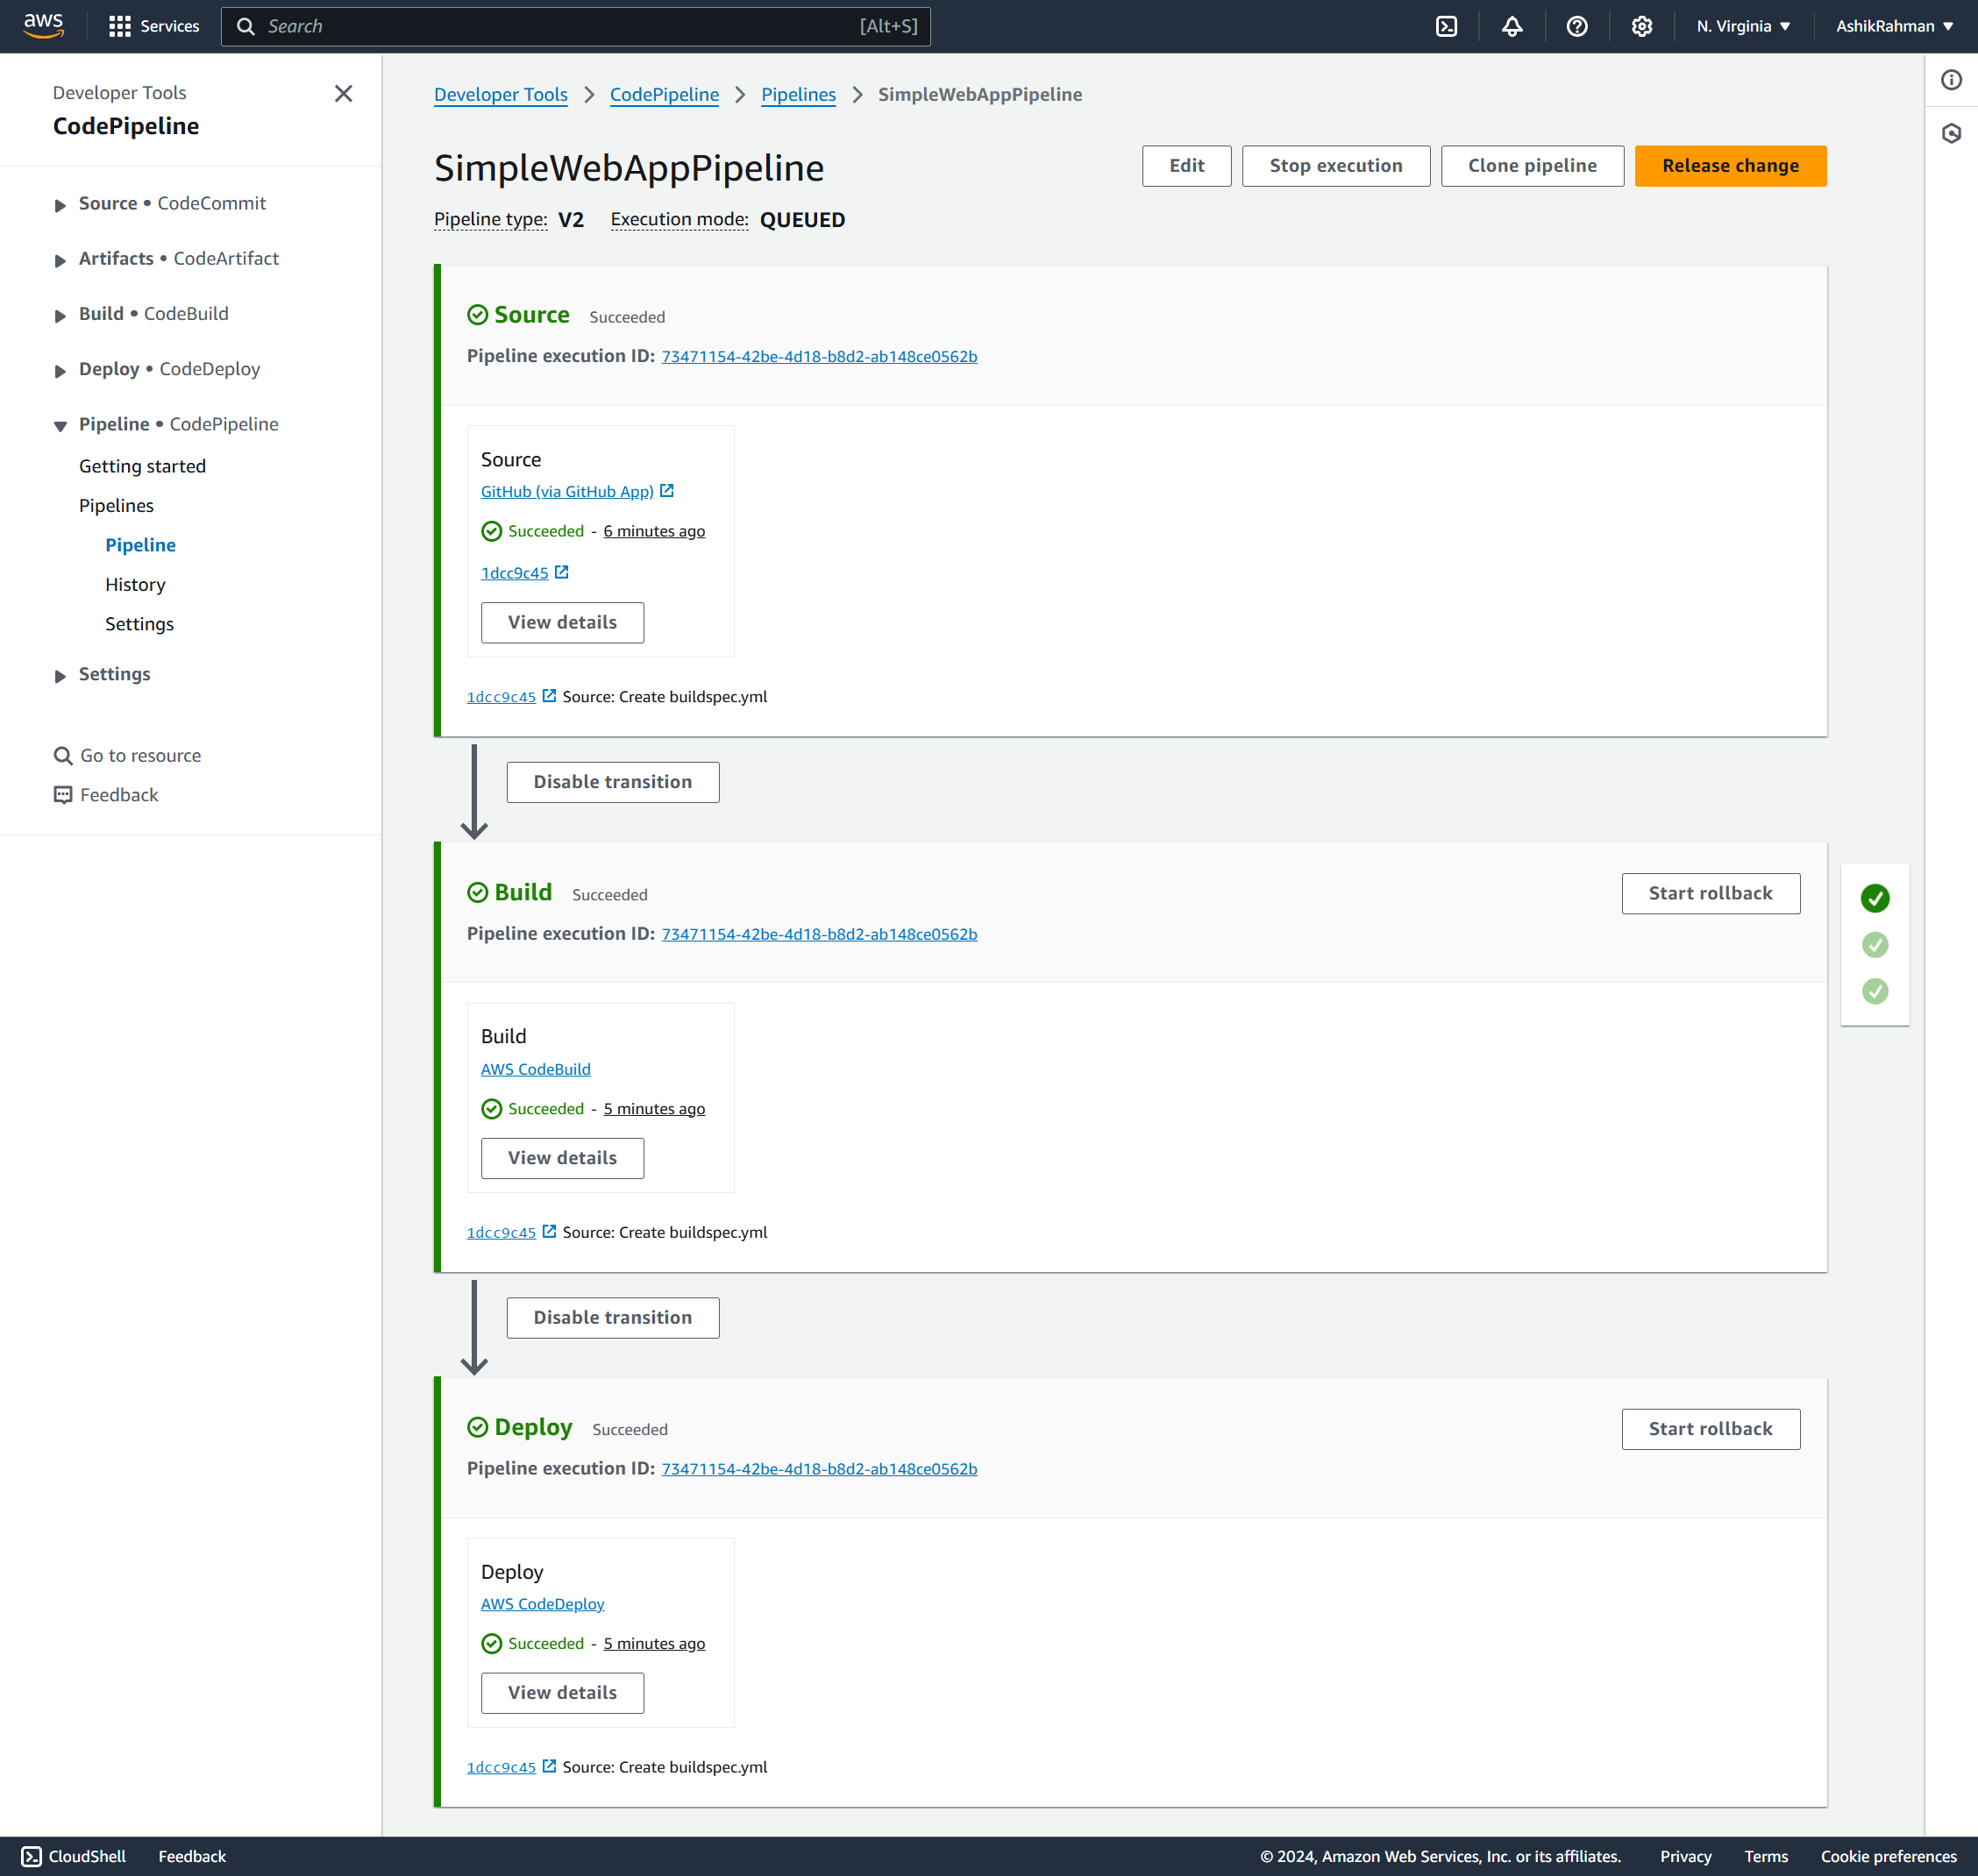 aws Services Search [Alt+S] N. Virginia AshikRahman
Developer Tools
CodePipeline
Source • CodeCommit
Artifacts • CodeArtifact
Build • CodeBuild
Deploy • CodeDeploy
Pipeline • CodePipeline
Getting started
Pipelines
Pipeline
History
Settings
Settings
Go to resource
Feedback
Developer Tools > CodePipeline > Pipelines > SimpleWebAppPipeline
SimpleWebAppPipeline
Edit Stop execution Clone pipeline Release change
Pipeline type: V2 Execution mode: QUEUED
Source Succeeded
Pipeline execution ID: 73471154-42be-4d18-b8d2-ab148ce0562b
Source
GitHub (via GitHub App)
Succeeded - 6 minutes ago
1dcc9c45
View details
1dcc9c45 Source: Create buildspec.yml
Disable transition
Build Succeeded
Start rollback
Pipeline execution ID: 73471154-42be-4d18-b8d2-ab148ce0562b
Build
AWS CodeBuild
Succeeded - 5 minutes ago
View details
1dcc9c45 Source: Create buildspec.yml
Disable transition
Deploy Succeeded
Start rollback
Pipeline execution ID: 73471154-42be-4d18-b8d2-ab148ce0562b
Deploy
AWS CodeDeploy
Succeeded - 5 minutes ago
View details
1dcc9c45 Source: Create buildspec.yml
CloudShell Feedback © 2024, Amazon Web Services, Inc. or its affiliates. Privacy Terms Cookie preferences